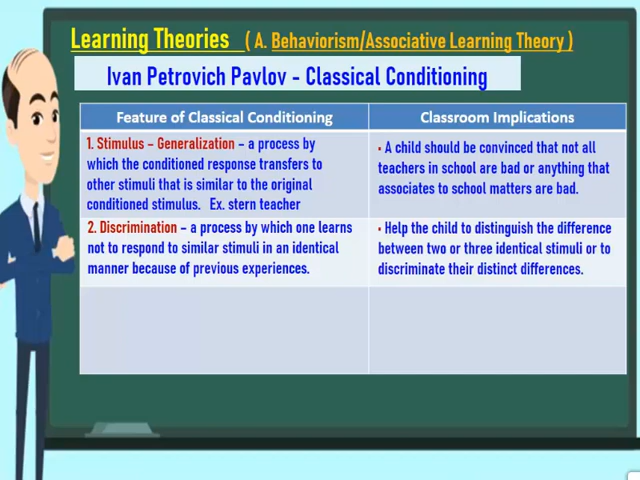 Learning Theories ( A. Behaviorism/Associative Learning Theory )
Ivan Petrovich Pavlov - Classical Conditioning
Feature of Classical Conditioning
Classroom Implications
1. Stimulus – Generalization – a process by
which the conditioned response transfers to
other stimuli that is similar to the original
conditioned stimulus. Ex. stern teacher
• A child should be convinced that not all
teachers in school are bad or anything that
associates to school matters are bad.
2. Discrimination – a process by which one learns
not to respond to similar stimuli in an identical
manner because of previous experiences.
• Help the child to distinguish the difference
between two or three identical stimuli or to
discriminate their distinct differences.